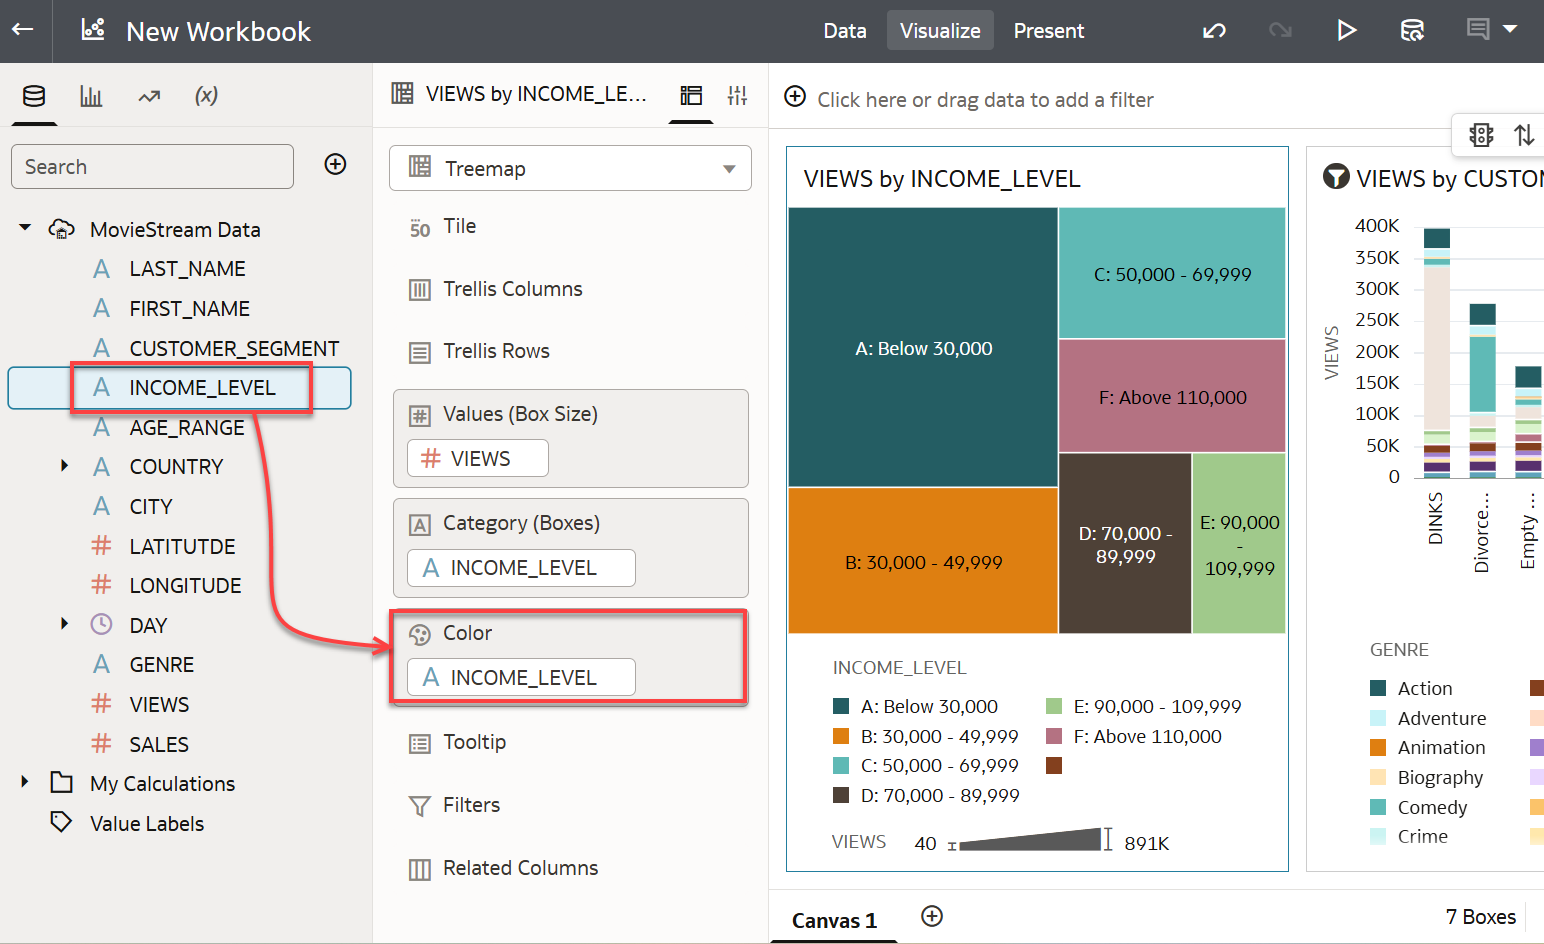 New Workbook
Data
Visualize
Present
(x)
Search
MovieStream Data
A LAST_NAME
A FIRST_NAME
A CUSTOMER_SEGMENT
A INCOME_LEVEL
A AGE_RANGE
A COUNTRY
A CITY
# LATITUTDE
# LONGITUDE
DAY
A GENRE
# VIEWS
# SALES
My Calculations
Value Labels
VIEWS by INCOME_LE...
Treemap
50 Tile
Trellis Columns
Trellis Rows
# Values (Box Size)
# VIEWS
A Category (Boxes)
A INCOME_LEVEL
Color
A INCOME_LEVEL
Tooltip
Filters
Related Columns
Click here or drag data to add a filter
VIEWS by INCOME_LEVEL
A: Below 30,000
C: 50,000 - 69,999
F: Above 110,000
B: 30,000 - 49,999
D: 70,000 -
89,999
E: 90,000
-
109,999
INCOME_LEVEL
A: Below 30,000
B: 30,000 - 49,999
C: 50,000 - 69,999
D: 70,000 - 89,999
E: 90,000 - 109,999
F: Above 110,000
VIEWS 40 891K
VIEWS by CUSTO
400K
350K
300K
250K
200K
150K
100K
50K
0
VIEWS
DINKS
Divorce...
Empty ...
GENRE
Action
Adventure
Animation
Biography
Comedy
Crime
Canvas 1
7 Boxes